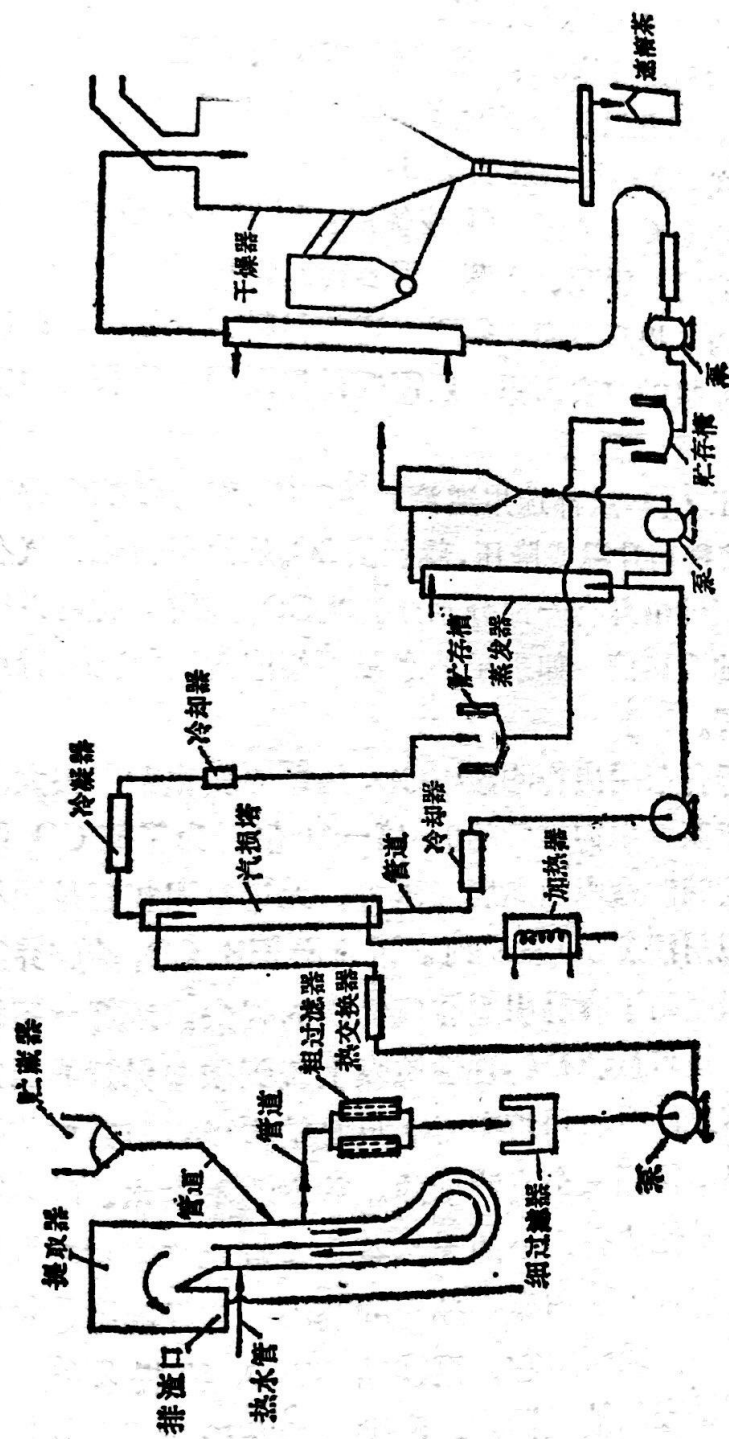 贮藏器
提取器
管道
排渣口
热水管
管道
粗过滤器
热交换器
细过滤器
泵
冷凝器
冷却器
汽损塔
管道
冷却器
加热器
贮存槽
蒸发器
泵
贮存槽
泵
干燥器
速溶茶